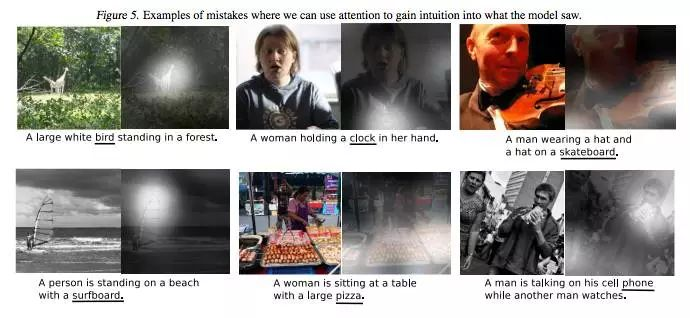 Figure 5. Examples of mistakes where we can use attention to gain intuition into what the model saw.
A large white bird standing in a forest.
A woman holding a clock in her hand.
A man wearing a hat and
a hat on a skateboard.
A person is standing on a beach
with a surfboard.
A woman is sitting at a table
with a large pizza.
A man is talking on his cell phone
while another man watches.